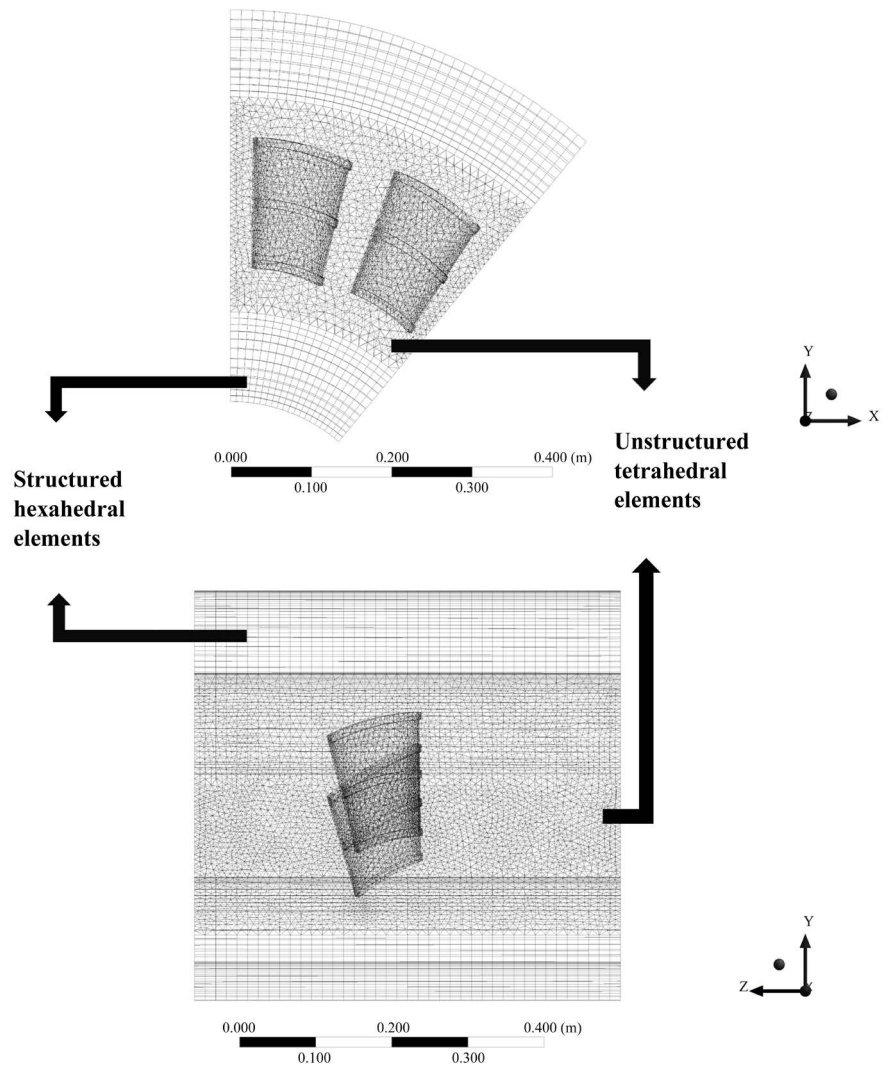 Y
Z
X
0.000
0.200
0.400 (m)
0.100
0.300
Structured
hexahedral
elements
Unstructured
tetrahedral
elements
Y
Z
X
0.000
0.200
0.400 (m)
0.100
0.300